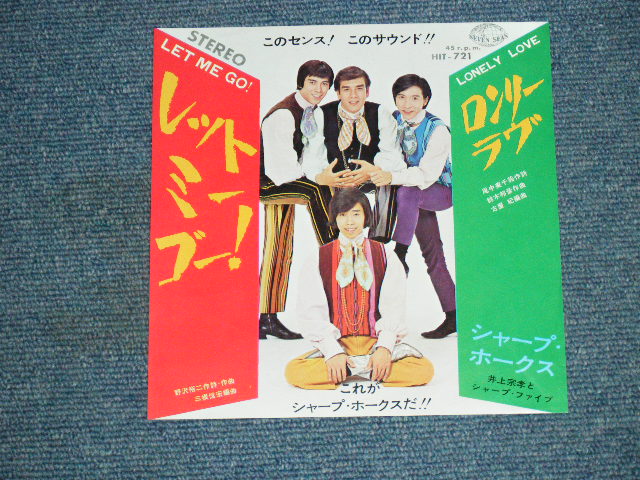 STEREO
LET ME GO!
レット
ミー
ゴー!
野沢裕二作詩・作曲
このセンス! このサウンド!!
45 r.p.m.
HIT-721
SEVEN SEAS
LONELY LOVE
ロンリー
ラヴ
シャープ・
ホークス
井上宗孝と
シャープ・ファイブ
これが
シャープ・ホークスだ!!